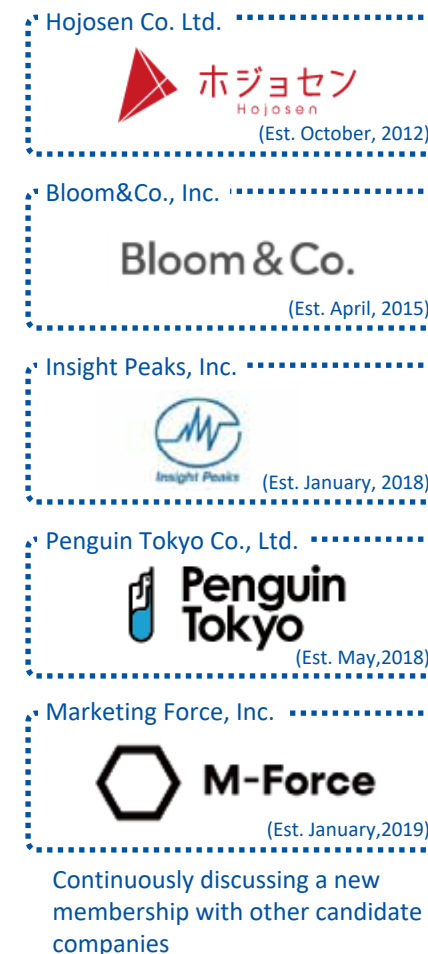 Hojosen Co. Ltd.
ホジョセン
Hojosen
(Est. October, 2012)
Bloom&Co., Inc.
Bloom & Co.
(Est. April, 2015)
Insight Peaks, Inc.
Insight Peaks
(Est. January, 2018)
Penguin Tokyo Co., Ltd.
Penguin
Tokyo
(Est. May,2018)
Marketing Force, Inc.
M-Force
(Est. January,2019)
Continuously discussing a new
membership with other candidate
companies